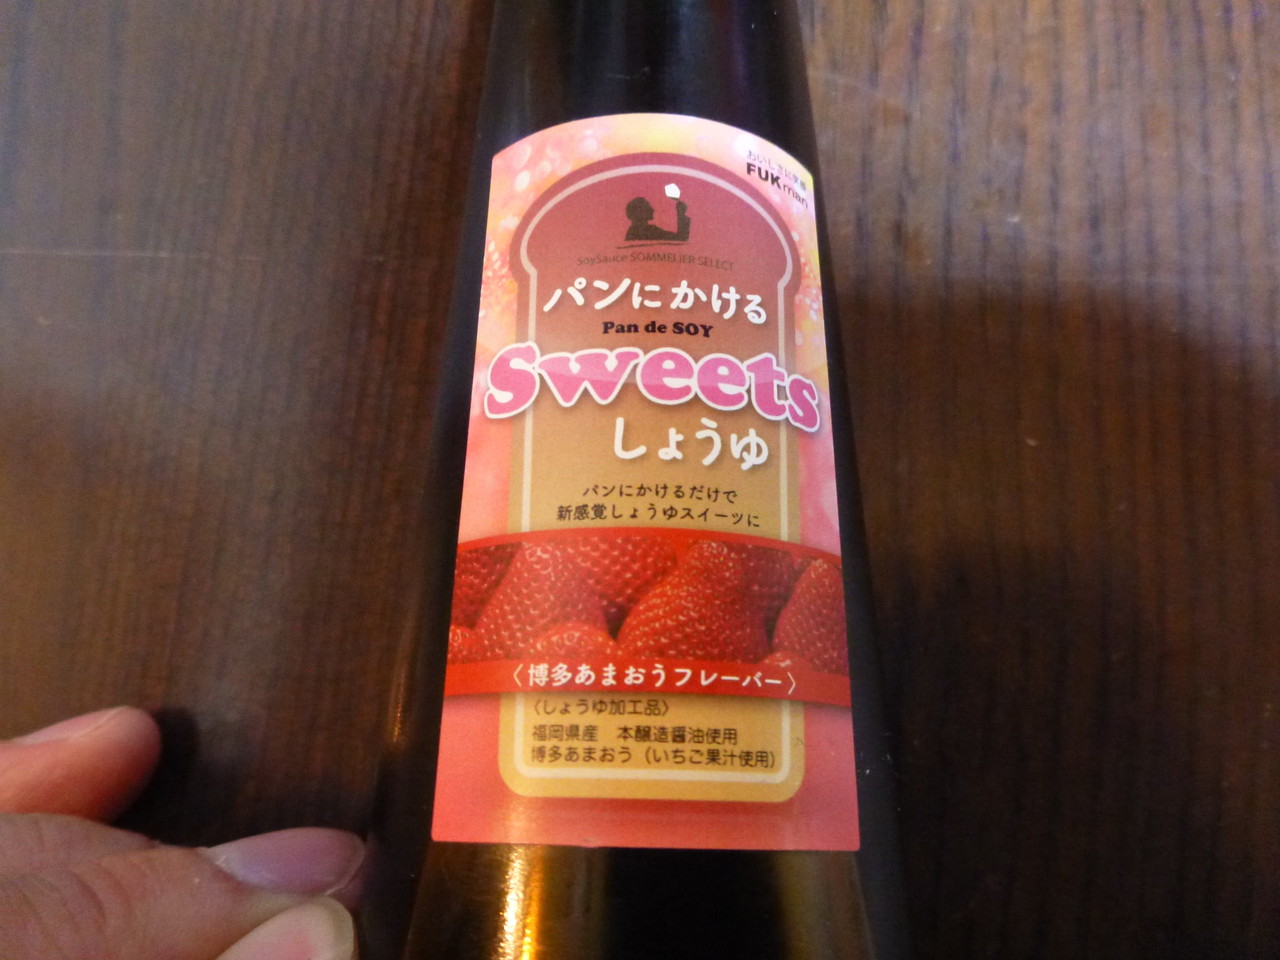 おいしさに笑顔
FUKman
SoySauce SOMMELIER SELECT
パンにかける
Pan de SOY
sweets
しょうゆ
パンにかけるだけで
新感覚しょうゆスイーツに
〈博多あまおうフレーバー〉
〈しょうゆ加工品〉
福岡県産　本醸造醤油使用
博多あまおう（いちご果汁使用）